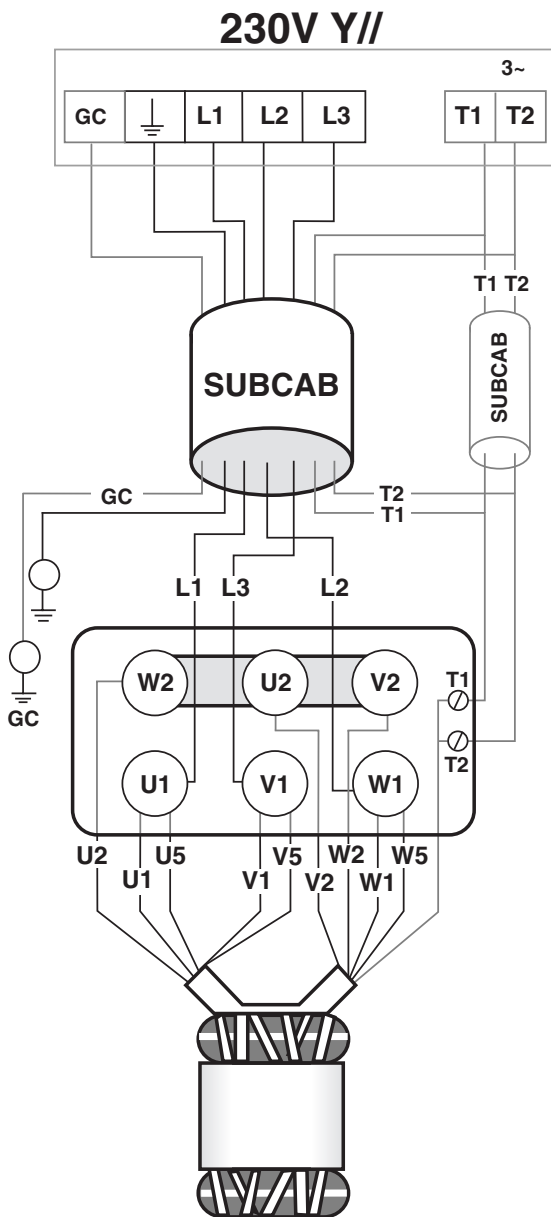 230V Y//
3~
GC L1 L2 L3 T1 T2
T1 T2
SUBCAB
SUBCAB
GC
T2
T1
L1 L3 L2
W2 U2 V2
T1
GC
T2
U1 V1 W1
U2 U5 V5 W2 W5
U1 V1 V2 W1